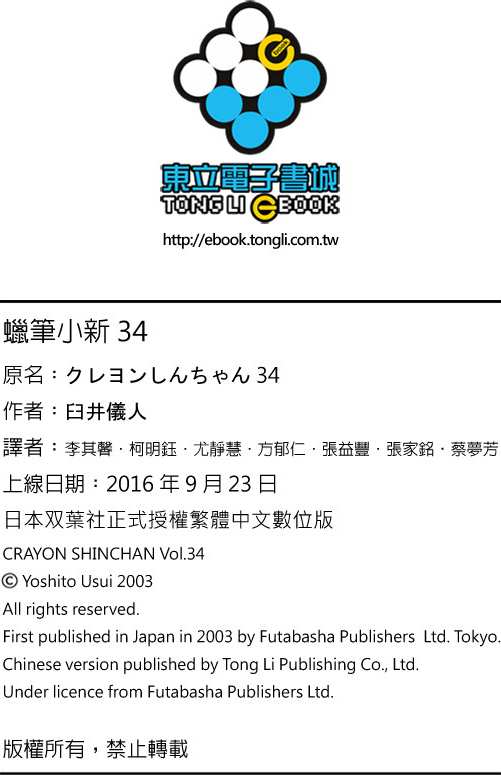 東立電子書城
TONG LI eBOOK
http://ebook.tongli.com.tw
蠟筆小新 34
原名：クレヨンしんちゃん 34
作者：臼井儀人
譯者：李其馨．柯明鈺．尤靜慧．方郁仁．張益豐．張家銘．蔡夢芳
上線日期：2016 年 9 月 23 日
日本双葉社正式授權繁體中文數位版
CRAYON SHINCHAN Vol.34
© Yoshito Usui 2003
All rights reserved.
First published in Japan in 2003 by Futabasha Publishers Ltd. Tokyo.
Chinese version published by Tong Li Publishing Co., Ltd.
Under licence from Futabasha Publishers Ltd.
版權所有，禁止轉載